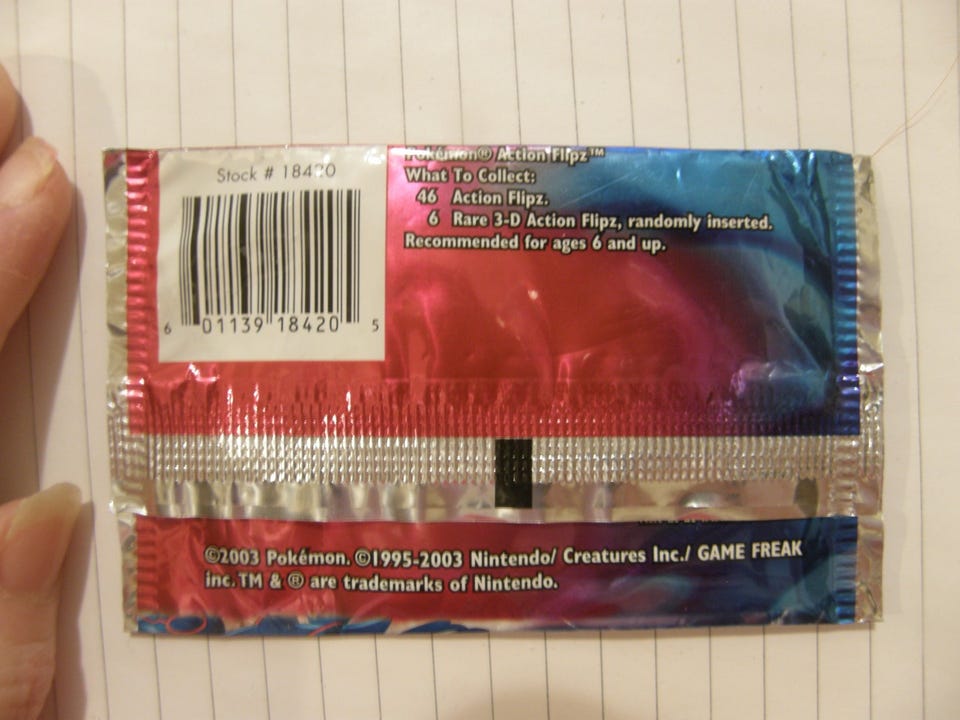 Stock # 18420
6 01139 18420 5
Pokémon® Action Flipz™
What To Collect:
46 Action Flipz.
6 Rare 3-D Action Flipz, randomly inserted.
Recommended for ages 6 and up.
©2003 Pokémon. ©1995-2003 Nintendo/ Creatures Inc./ GAME FREAK
inc. TM & ® are trademarks of Nintendo.